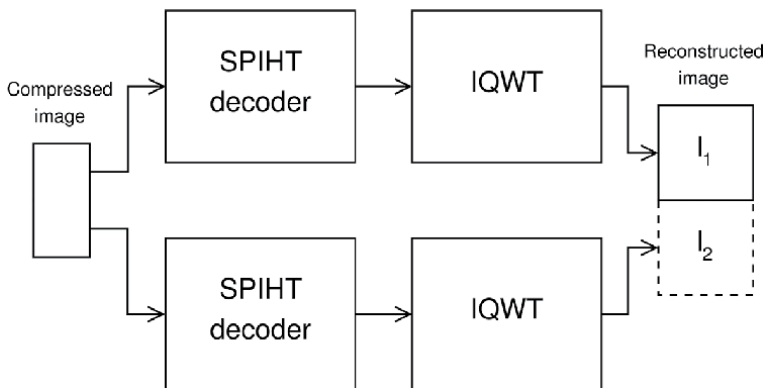 SPIHT
decoder
IQWT
Reconstructed
image
Compressed
image
I₁
I₂
SPIHT
decoder
IQWT